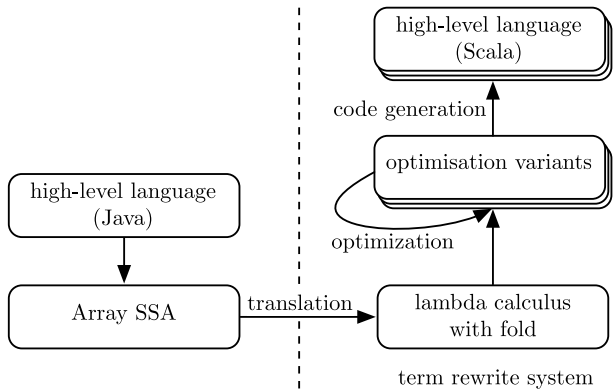 high-level language
(Scala)
code generation
optimisation variants
high-level language
(Java)
optimization
Array SSA
translation
lambda calculus
with fold
term rewrite system